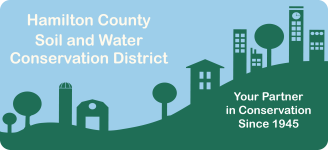 Hamilton County
Soil and Water
Conservation District
Your Partner
in Conservation
Since 1945